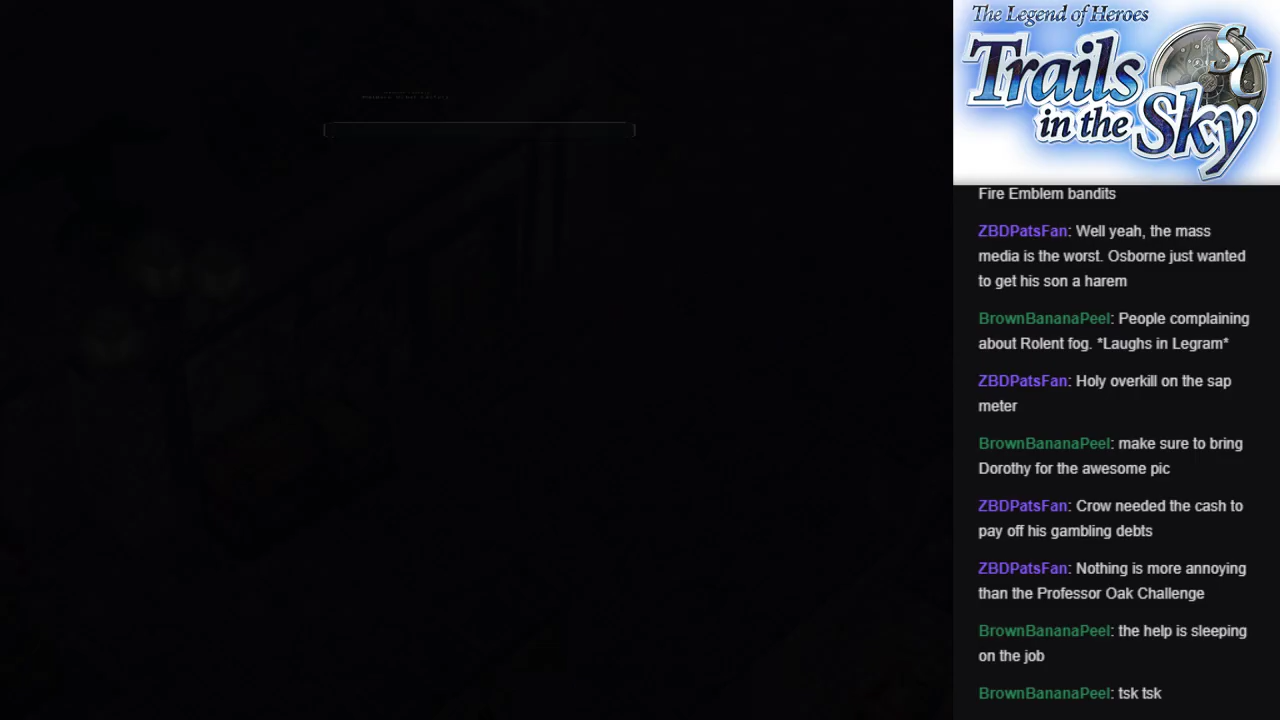 The Legend of Heroes
Trails
in the
Sky
SC
Fire Emblem bandits
ZBDPatsFan: Well yeah, the mass
media is the worst. Osborne just wanted
to get his son a harem
BrownBananaPeel: People complaining
about Rolent fog. *Laughs in Legram*
ZBDPatsFan: Holy overkill on the sap
meter
BrownBananaPeel: make sure to bring
Dorothy for the awesome pic
ZBDPatsFan: Crow needed the cash to
pay off his gambling debts
ZBDPatsFan: Nothing is more annoying
than the Professor Oak Challenge
BrownBananaPeel: the help is sleeping
on the job
BrownBananaPeel: tsk tsk